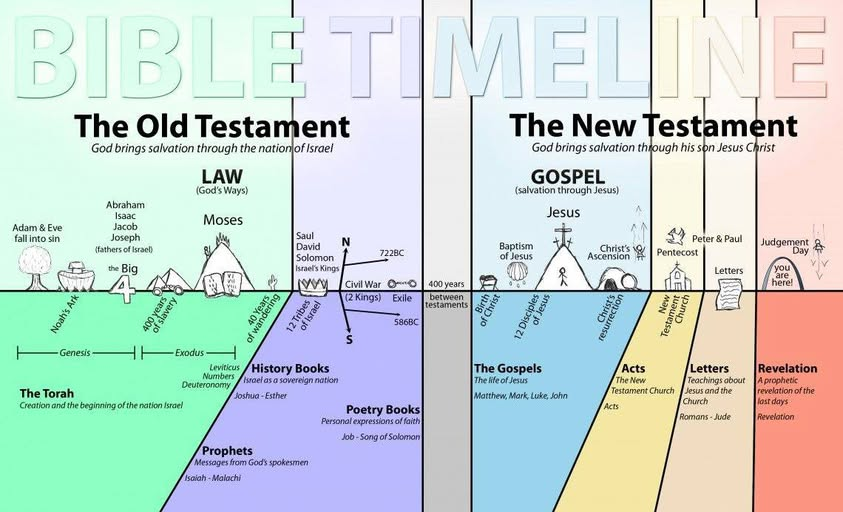 BIBLE TIMELINE
The Old Testament
God brings salvation through the nation of Israel
The New Testament
God brings salvation through his son Jesus Christ
LAW
(God's Ways)
Moses
Adam & Eve
fall into sin
Abraham
Isaac
Jacob
Joseph
(fathers of Israel)
the Big
4
Noah's Ark
400 years
of slavery
40 Years
of wandering
Genesis
Exodus
Leviticus
Numbers
Deuteronomy
The Torah
Creation and the beginning of the nation Israel
Saul
David
Solomon
Israel's Kings
N
722BC
Civil War
(2 Kings)
Exile
586BC
S
12 Tribes
of Israel
History Books
Israel as a sovereign nation
Joshua - Esther
Poetry Books
Personal expressions of faith
Job - Song of Solomon
Prophets
Messages from God's spokesmen
Isaiah - Malachi
400 years
between
testaments
GOSPEL
(salvation through Jesus)
Jesus
Baptism
of Jesus
Christ's
Ascension
Birth
of Christ
12 Disciples
of Jesus
Christ's
resurrection
The Gospels
The life of Jesus
Matthew, Mark, Luke, John
Pentecost
New
Testament
Church
Acts
The New
Testament Church
Acts
Peter & Paul
Letters
Letters
Teachings about
Jesus and the
Church
Romans - Jude
Judgement
Day
you
are
here!
Revelation
A prophetic
revelation of the
last days
Revelation